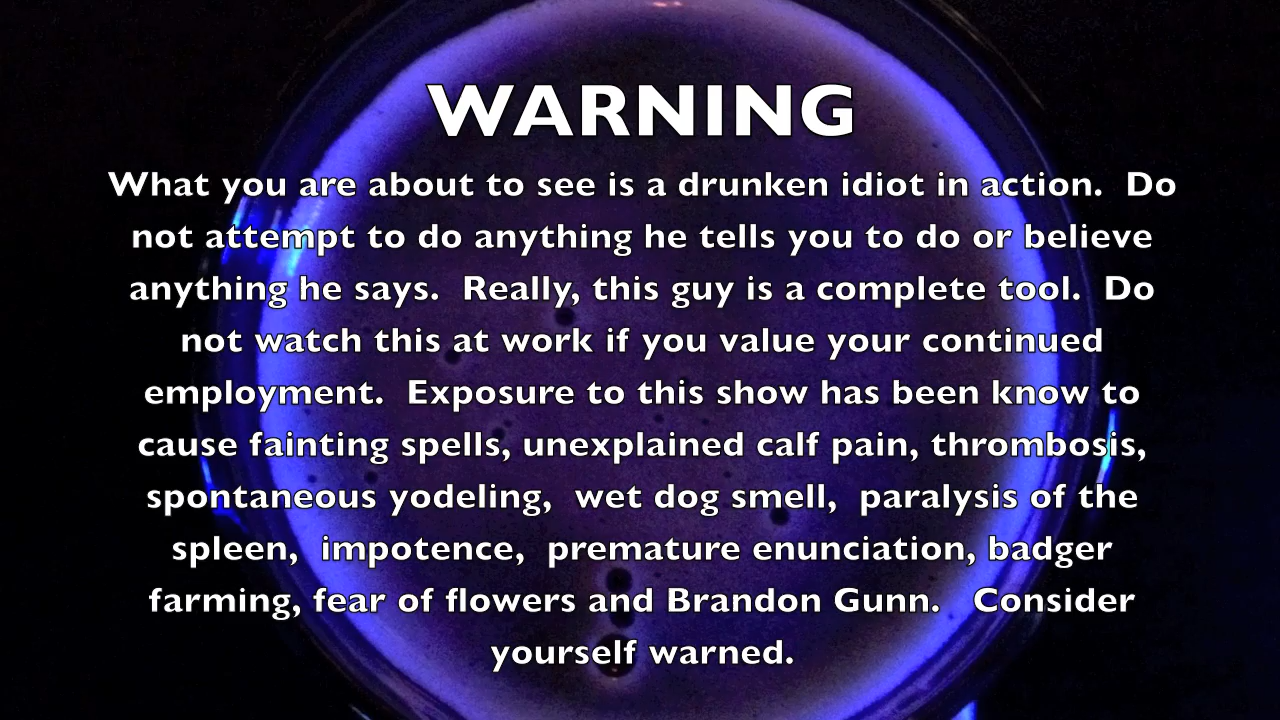 WARNING
What you are about to see is a drunken idiot in action.  Do
not attempt to do anything he tells you to do or believe
anything he says.  Really, this guy is a complete tool.  Do
not watch this at work if you value your continued
employment.  Exposure to this show has been know to
cause fainting spells, unexplained calf pain, thrombosis,
spontaneous yodeling,  wet dog smell,  paralysis of the
spleen,  impotence,  premature enunciation, badger
farming, fear of flowers and Brandon Gunn.   Consider
yourself warned.